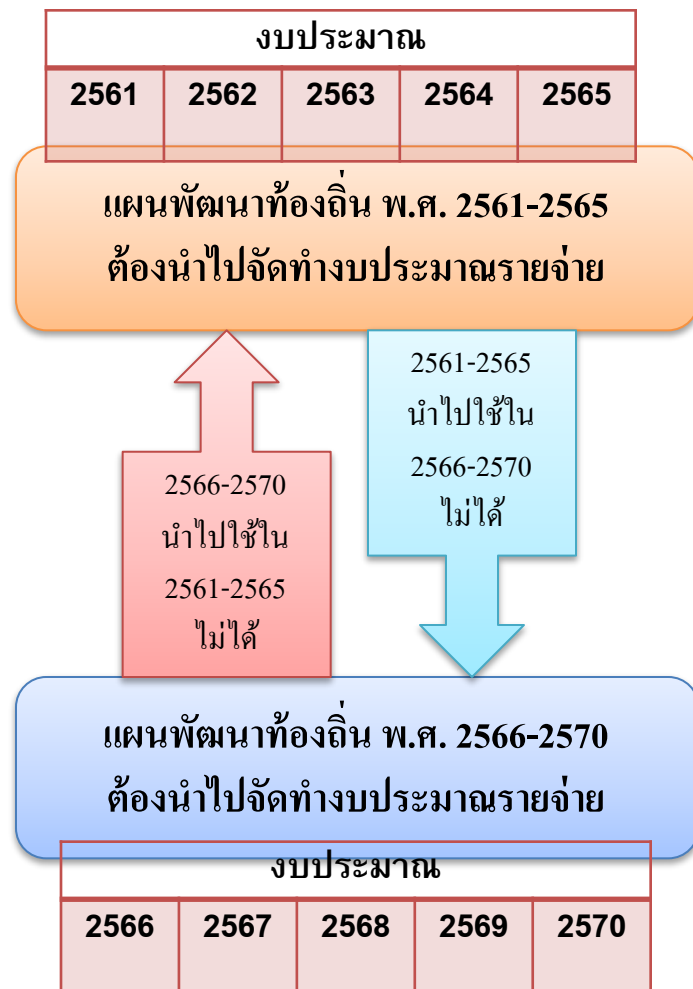 งบประมาณ
2561 2562 2563 2564 2565
แผนพัฒนาท้องถิ่น พ.ศ. 2561-2565
ต้องนำไปจัดทำงบประมาณรายจ่าย
2561-2565
นำไปใช้ใน
2566-2570
ไม่ได้
2566-2570
นำไปใช้ใน
2561-2565
ไม่ได้
แผนพัฒนาท้องถิ่น พ.ศ. 2566-2570
ต้องนำไปจัดทำงบประมาณรายจ่าย
งบประมาณ
2566 2567 2568 2569 2570